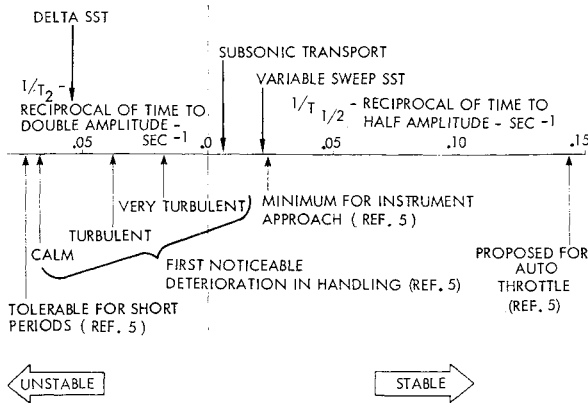 DELTA SST
SUBSONIC TRANSPORT
VARIABLE SWEEP SST
1/T2 -
RECIPROCAL OF TIME TO
DOUBLE AMPLITUDE -
SEC -1
1/T 1/2 - RECIPROCAL OF TIME TO
HALF AMPLITUDE - SEC -1
.05 .0 .05 .10 .15
VERY TURBULENT
TURBULENT
CALM
MINIMUM FOR INSTRUMENT
APPROACH ( REF. 5 )
FIRST NOTICEABLE
DETERIORATION IN HANDLING (REF. 5)
PROPOSED FOR
AUTO
THROTTLE
(REF. 5)
TOLERABLE FOR SHORT
PERIODS ( REF. 5 )
UNSTABLE
STABLE